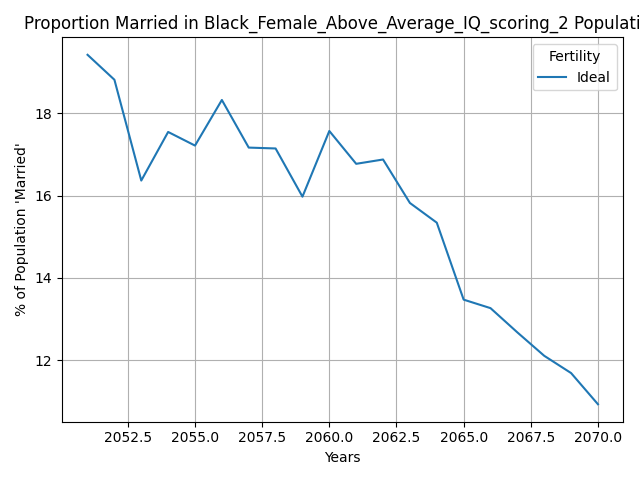 Proportion Married in Black_Female_Above_Average_IQ_scoring_2 Populati
Fertility
Ideal
% of Population 'Married'
18
16
14
12
2052.5 2055.0 2057.5 2060.0 2062.5 2065.0 2067.5 2070.0
Years